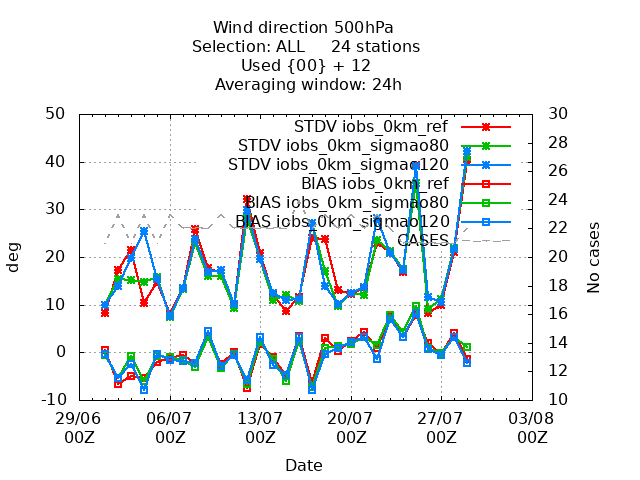 Wind direction 500hPa
Selection: ALL 24 stations
Used {00} + 12
Averaging window: 24h
50
40
30
20
10
0
-10
deg
30
28
26
24
22
20
18
16
14
12
10
No cases
STDV iobs_0km_ref
STDV iobs_0km_sigmao80
STDV iobs_0km_sigmao120
BIAS iobs_0km_ref
BIAS iobs_0km_sigmao80
BIAS iobs_0km_sigmao120
CASES
29/06 06/07 13/07 20/07 27/07 03/08
00Z 00Z 00Z 00Z 00Z 00Z
Date